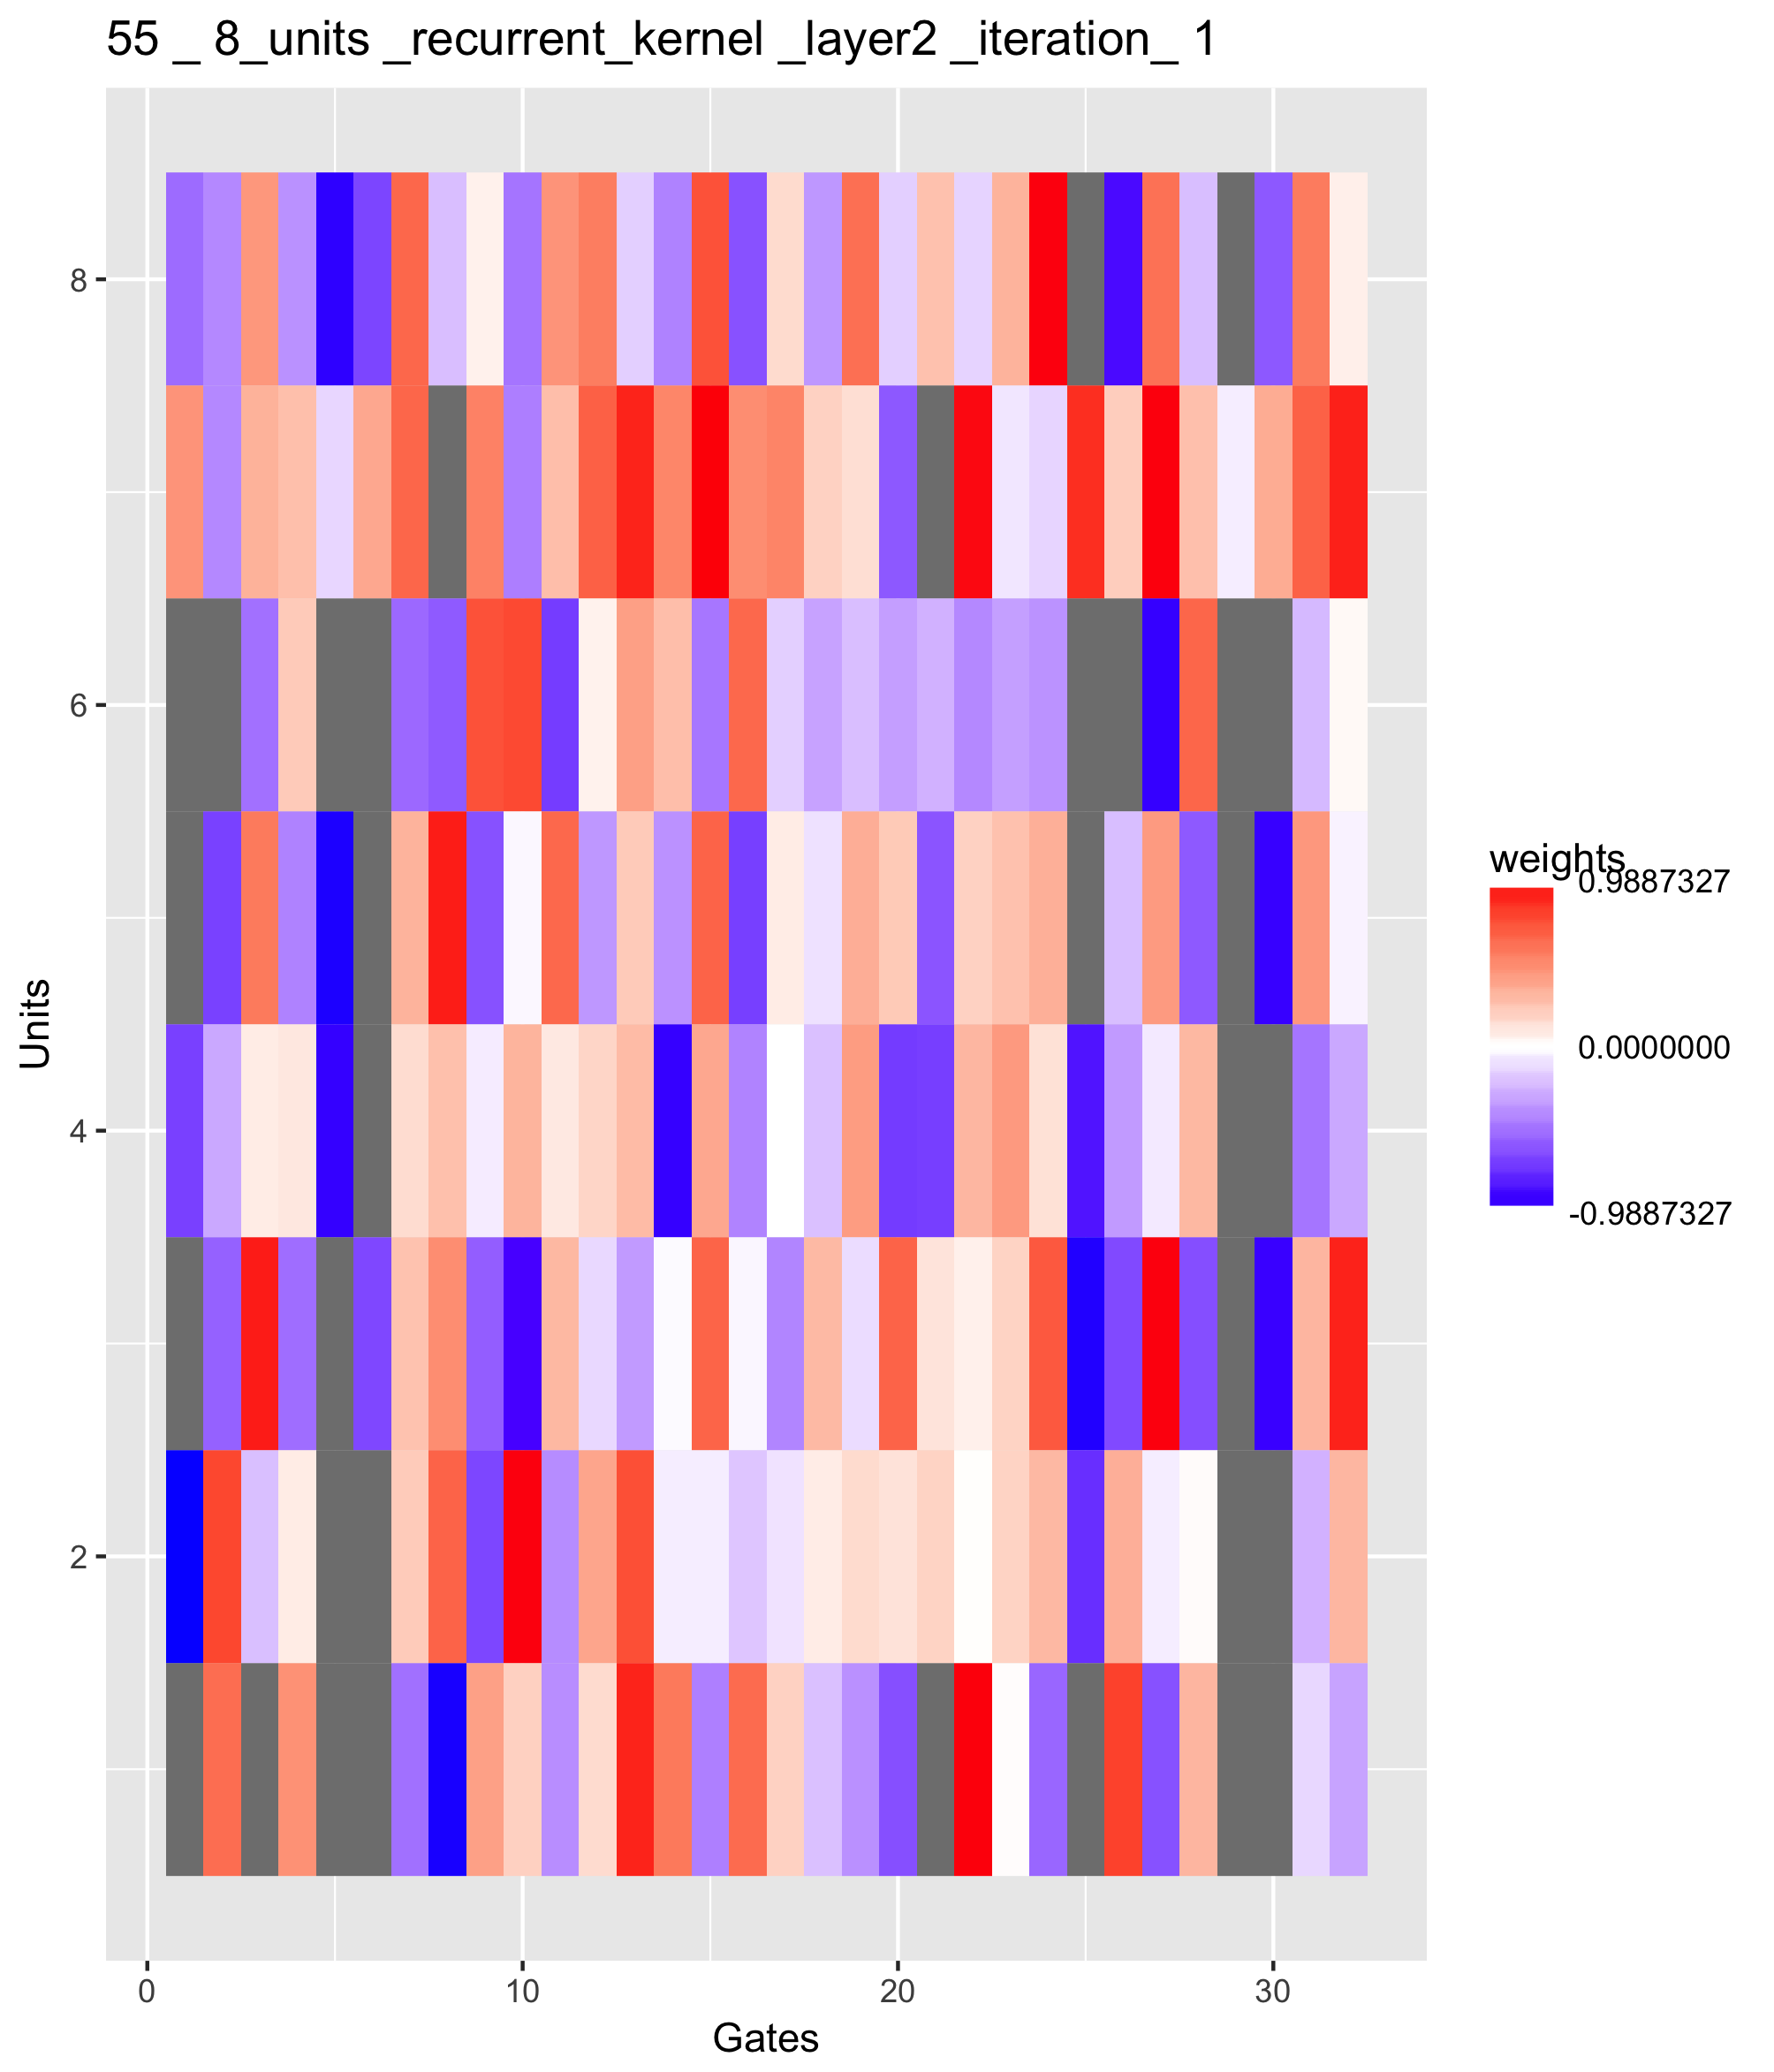 55 _ 8_units _recurrent_kernel _layer2 _iteration_ 1
8
6
4
2
Units
0 10 20 30
Gates
weights
0.9887327
0.0000000
-0.9887327